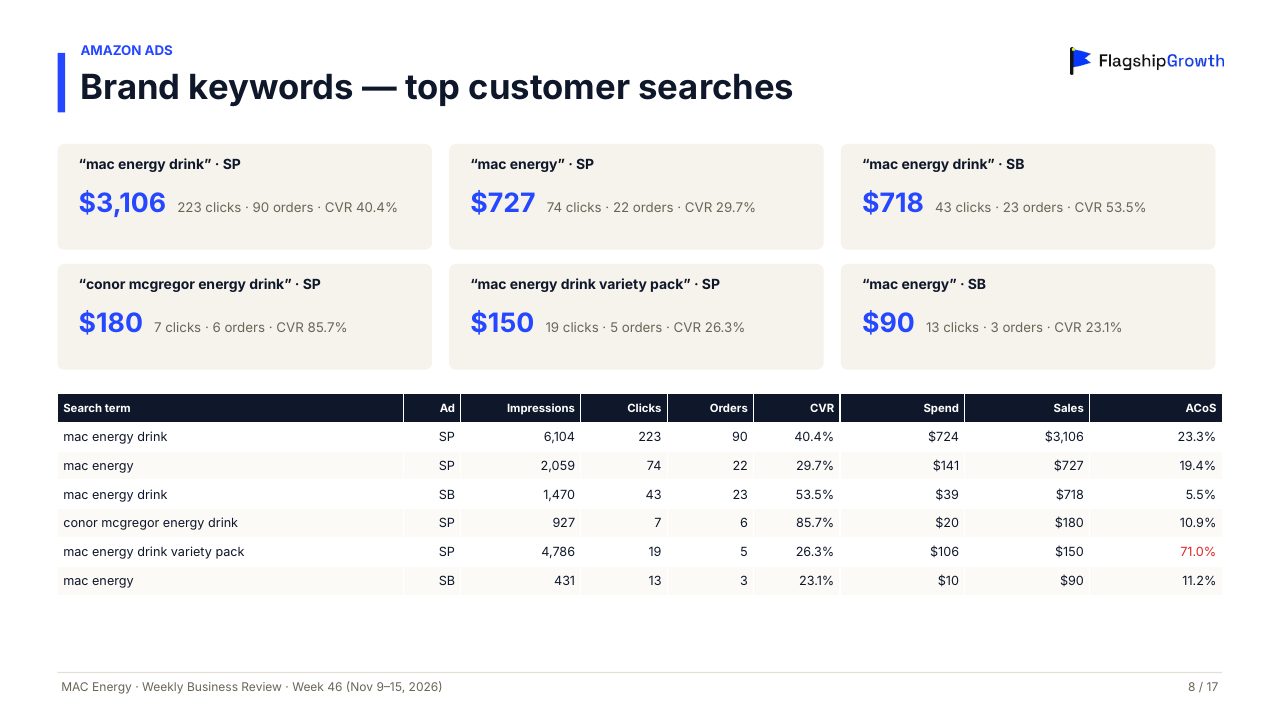 AMAZON ADS
Brand keywords — top customer searches
FlagshipGrowth
“mac energy drink” · SP
$3,106 223 clicks · 90 orders · CVR 40.4%
“mac energy” · SP
$727 74 clicks · 22 orders · CVR 29.7%
“mac energy drink” · SB
$718 43 clicks · 23 orders · CVR 53.5%
“conor mcgregor energy drink” · SP
$180 7 clicks · 6 orders · CVR 85.7%
“mac energy drink variety pack” · SP
$150 19 clicks · 5 orders · CVR 26.3%
“mac energy” · SB
$90 13 clicks · 3 orders · CVR 23.1%
Search term Ad Impressions Clicks Orders CVR Spend Sales ACoS
mac energy drink SP 6,104 223 90 40.4% $724 $3,106 23.3%
mac energy SP 2,059 74 22 29.7% $141 $727 19.4%
mac energy drink SB 1,470 43 23 53.5% $39 $718 5.5%
conor mcgregor energy drink SP 927 7 6 85.7% $20 $180 10.9%
mac energy drink variety pack SP 4,786 19 5 26.3% $106 $150 71.0%
mac energy SB 431 13 3 23.1% $10 $90 11.2%
MAC Energy · Weekly Business Review · Week 46 (Nov 9–15, 2026)
8 / 17